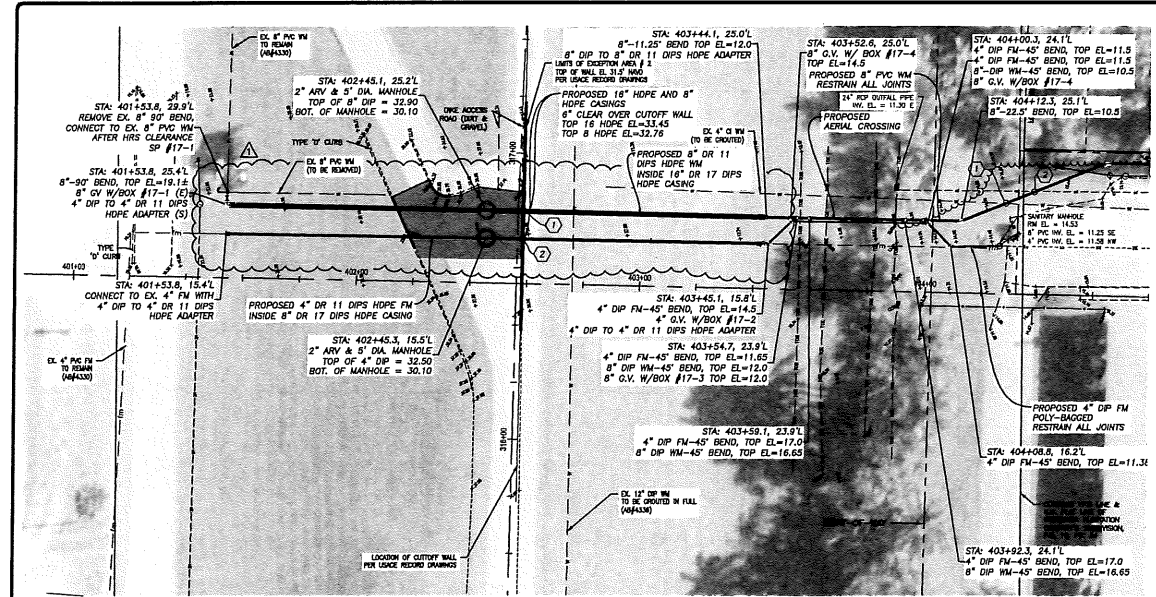 EX. 8" PVC WM
TO REMAIN
(AB#4330)
STA: 402+45.1, 25.2'L
2" ARV & 5' DIA. MANHOLE
TOP OF 8" DIP = 32.90
BOT. OF MANHOLE = 30.10
STA: 401+53.8, 29.9'L
REMOVE EX. 8" 90° BEND,
CONNECT TO EX. 8" PVC WM
AFTER HRS CLEARANCE
SP #17-1
1
TYPE 'D' CURB
EX. 8" PVC WM
(TO BE REMOVED)
DIKE ACCESS
ROAD (DIRT &
GRAVEL)
317+00
STA: 401+53.8, 25.4'L
8"-90° BEND, TOP EL=19.1±
8" GV W/BOX #17-1 (E)
4" DIP TO 4" DR 11 DIPS
HDPE ADAPTER (S)
TYPE
'D' CURB
401+00
402+00
STA: 401+53.8, 15.4'L
CONNECT TO EX. 4" FM WITH
4" DIP TO 4" DR 11 DIPS
HDPE ADAPTER
PROPOSED 4" DR 11 DIPS HDPE FM
INSIDE 8" DR 17 DIPS HDPE CASING
EX. 4" PVC FM
TO REMAIN
(AB#4330)
STA: 402+45.3, 15.5'L
2" ARV & 5' DIA. MANHOLE
TOP OF 4" DIP = 32.50
BOT. OF MANHOLE = 30.10
318+00
LOCATION OF CUTTOFF WALL
PER USACE RECORD DRAWINGS
STA: 403+44.1, 25.0'L
8"-11.25° BEND TOP EL=12.0
8" DIP TO 8" DR 11 DIPS HDPE ADAPTER
LIMITS OF EXCEPTION AREA # 2
TOP OF WALL EL 31.5' NAVD
PER USACE RECORD DRAWINGS
PROPOSED 16" HDPE AND 8"
HDPE CASINGS
6" CLEAR OVER CUTOFF WALL
TOP 16 HDPE EL=33.45
TOP 8 HDPE EL=32.76
EX. 4" CI WM
(TO BE GROUTED)
PROPOSED 8" DR 11
DIPS HDPE WM
INSIDE 16" DR 17 DIPS
HDPE CASING
1
2
403+00
STA: 403+45.1, 15.8'L
4" DIP FM-45° BEND, TOP EL=14.5
4" G.V. W/BOX #17-2
4" DIP TO 4" DR 11 DIPS HDPE ADAPTER
STA: 403+54.7, 23.9'L
4" DIP FM-45° BEND, TOP EL=11.65
8" DIP WM-45° BEND, TOP EL=12.0
8" G.V. W/BOX #17-3 TOP EL=12.0
STA: 403+59.1, 23.9'L
4" DIP FM-45° BEND, TOP EL=17.0
8" DIP WM-45° BEND, TOP EL=16.65
EX. 12" DIP WM
TO BE GROUTED IN FULL
(AB#4338)
STA: 403+52.6, 25.0'L
8" G.V. W/ BOX #17-4
TOP EL=14.5
PROPOSED 8" PVC WM
RESTRAIN ALL JOINTS
24" RCP OUTFALL PIPE
INV. EL. = 11.30 E
PROPOSED
AERIAL CROSSING
STA: 404+00.3, 24.1'L
4" DIP FM-45° BEND, TOP EL=11.5
4" DIP FM-45° BEND, TOP EL=11.5
8"-DIP WM-45° BEND, TOP EL=10.5
8" G.V. W/BOX #17-4
STA: 404+12.3, 25.1'L
8"-22.5° BEND, TOP EL=10.5
1
2
SANITARY MANHOLE
RIM EL. = 14.53
8" PVC INV. EL. = 11.25 SE
4" PVC INV. EL. = 11.58 NW
PROPOSED 4" DIP FM
POLY-BAGGED
RESTRAIN ALL JOINTS
STA: 404+08.8, 16.2'L
4" DIP FM-45° BEND, TOP EL=11.38
STA: 403+92.3, 24.1'L
4" DIP FM-45° BEND, TOP EL=17.0
8" DIP WM-45° BEND, TOP EL=16.65